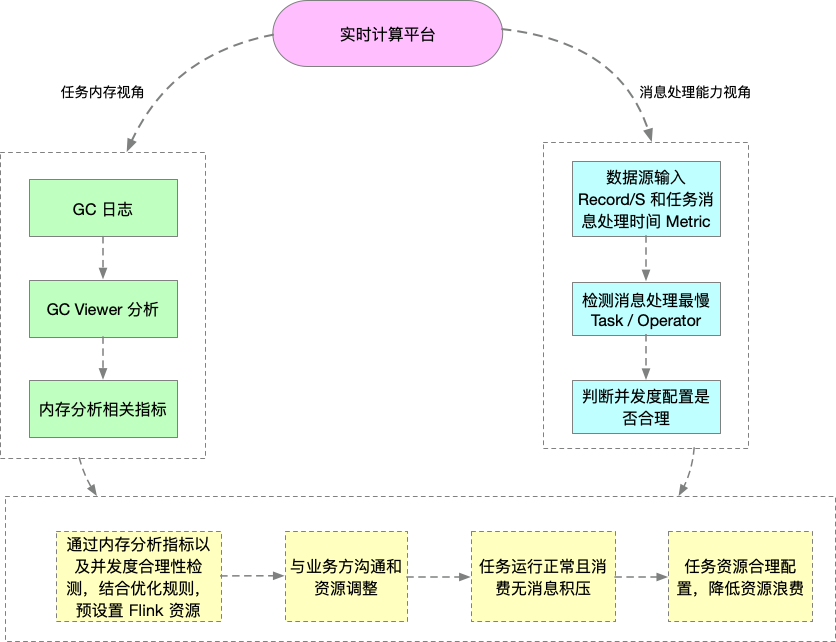 实时计算平台
任务内存视角
消息处理能力视角
GC 日志
GC Viewer 分析
内存分析相关指标
数据源输入
Record/S 和任务消
息处理时间 Metric
检测消息处理最慢
Task / Operator
判断并发度配置是
否合理
通过内存分析指标以
及并发度合理性检
测，结合优化规则，
预设置 Flink 资源
与业务方沟通和
资源调整
任务运行正常且消
费无消息积压
任务资源合理配
置，降低资源浪费